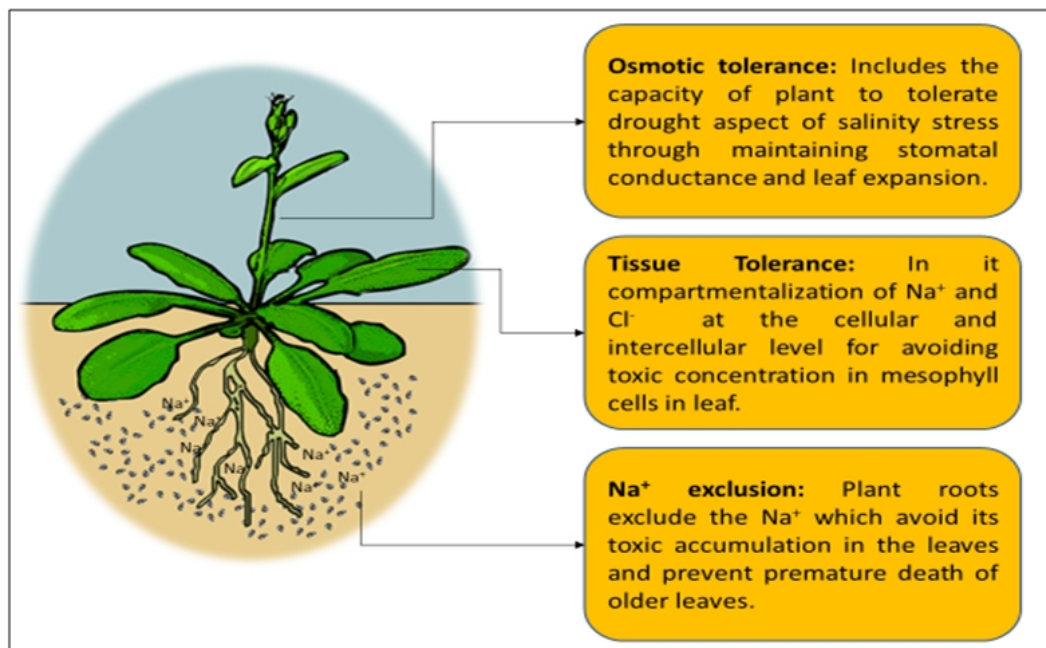 Osmotic tolerance: Includes the
capacity of plant to tolerate
drought aspect of salinity stress
through maintaining stomatal
conductance and leaf expansion.
Tissue Tolerance: In it
compartmentalization of Na⁺ and
Cl⁻ at the cellular and
intercellular level for avoiding
toxic concentration in mesophyll
cells in leaf.
Na⁺ exclusion: Plant roots
exclude the Na⁺ which avoid its
toxic accumulation in the leaves
and prevent premature death of
older leaves.
Na⁺
Na⁺
Na⁺
Na⁺
Na⁺
Na⁺
Na⁺